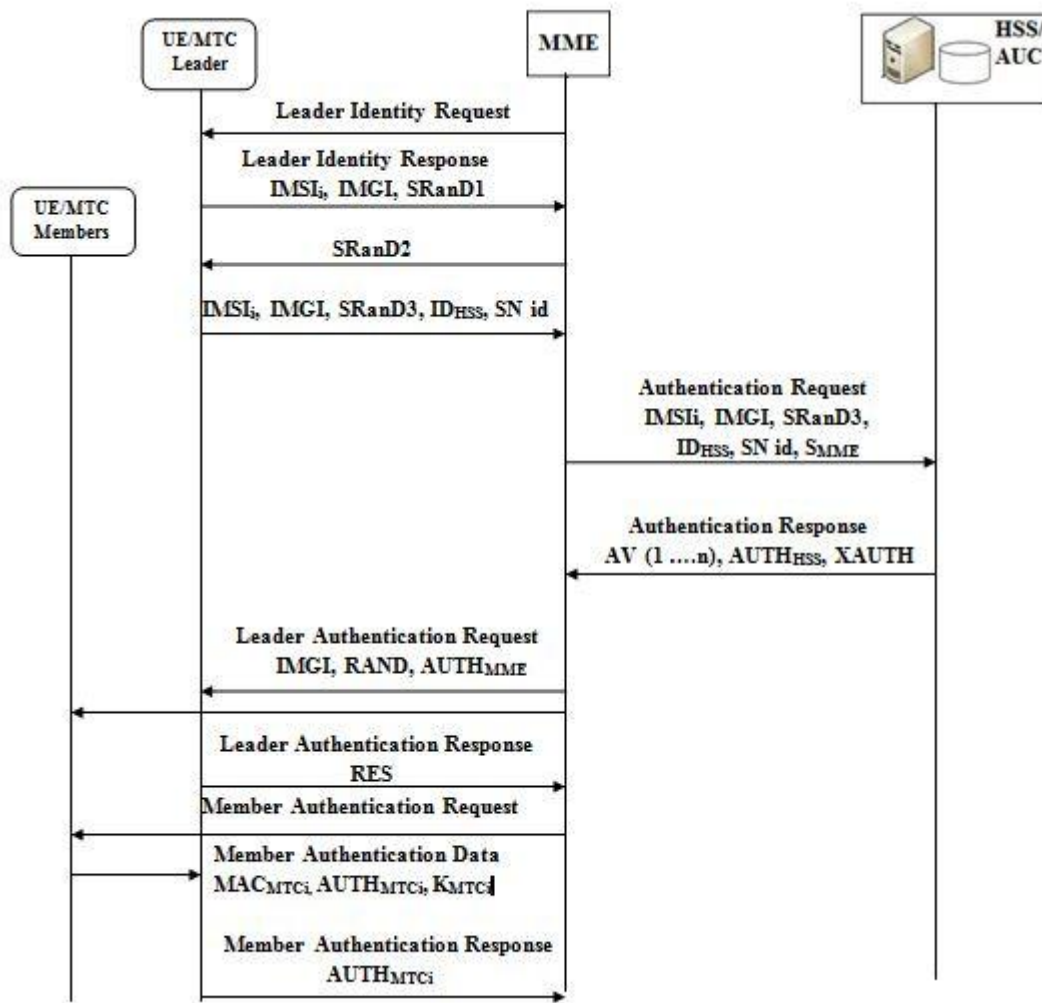 UE/MTC
Leader
MME
HSS/
AUC
Leader Identity Request
Leader Identity Response
IMSIi, IMGI, SRanD1
UE/MTC
Members
SRanD2
IMSIi, IMGI, SRanD3, IDHSS, SN id
Authentication Request
IMSIi, IMGI, SRanD3,
IDHSS, SN id, SMME
Authentication Response
AV (1 ....n), AUTHHSS, XAUTH
Leader Authentication Request
IMGI, RAND, AUTHMME
Leader Authentication Response
RES
Member Authentication Request
Member Authentication Data
MACMTCi, AUTHMTCi, KMTCi
Member Authentication Response
AUTHMTCi